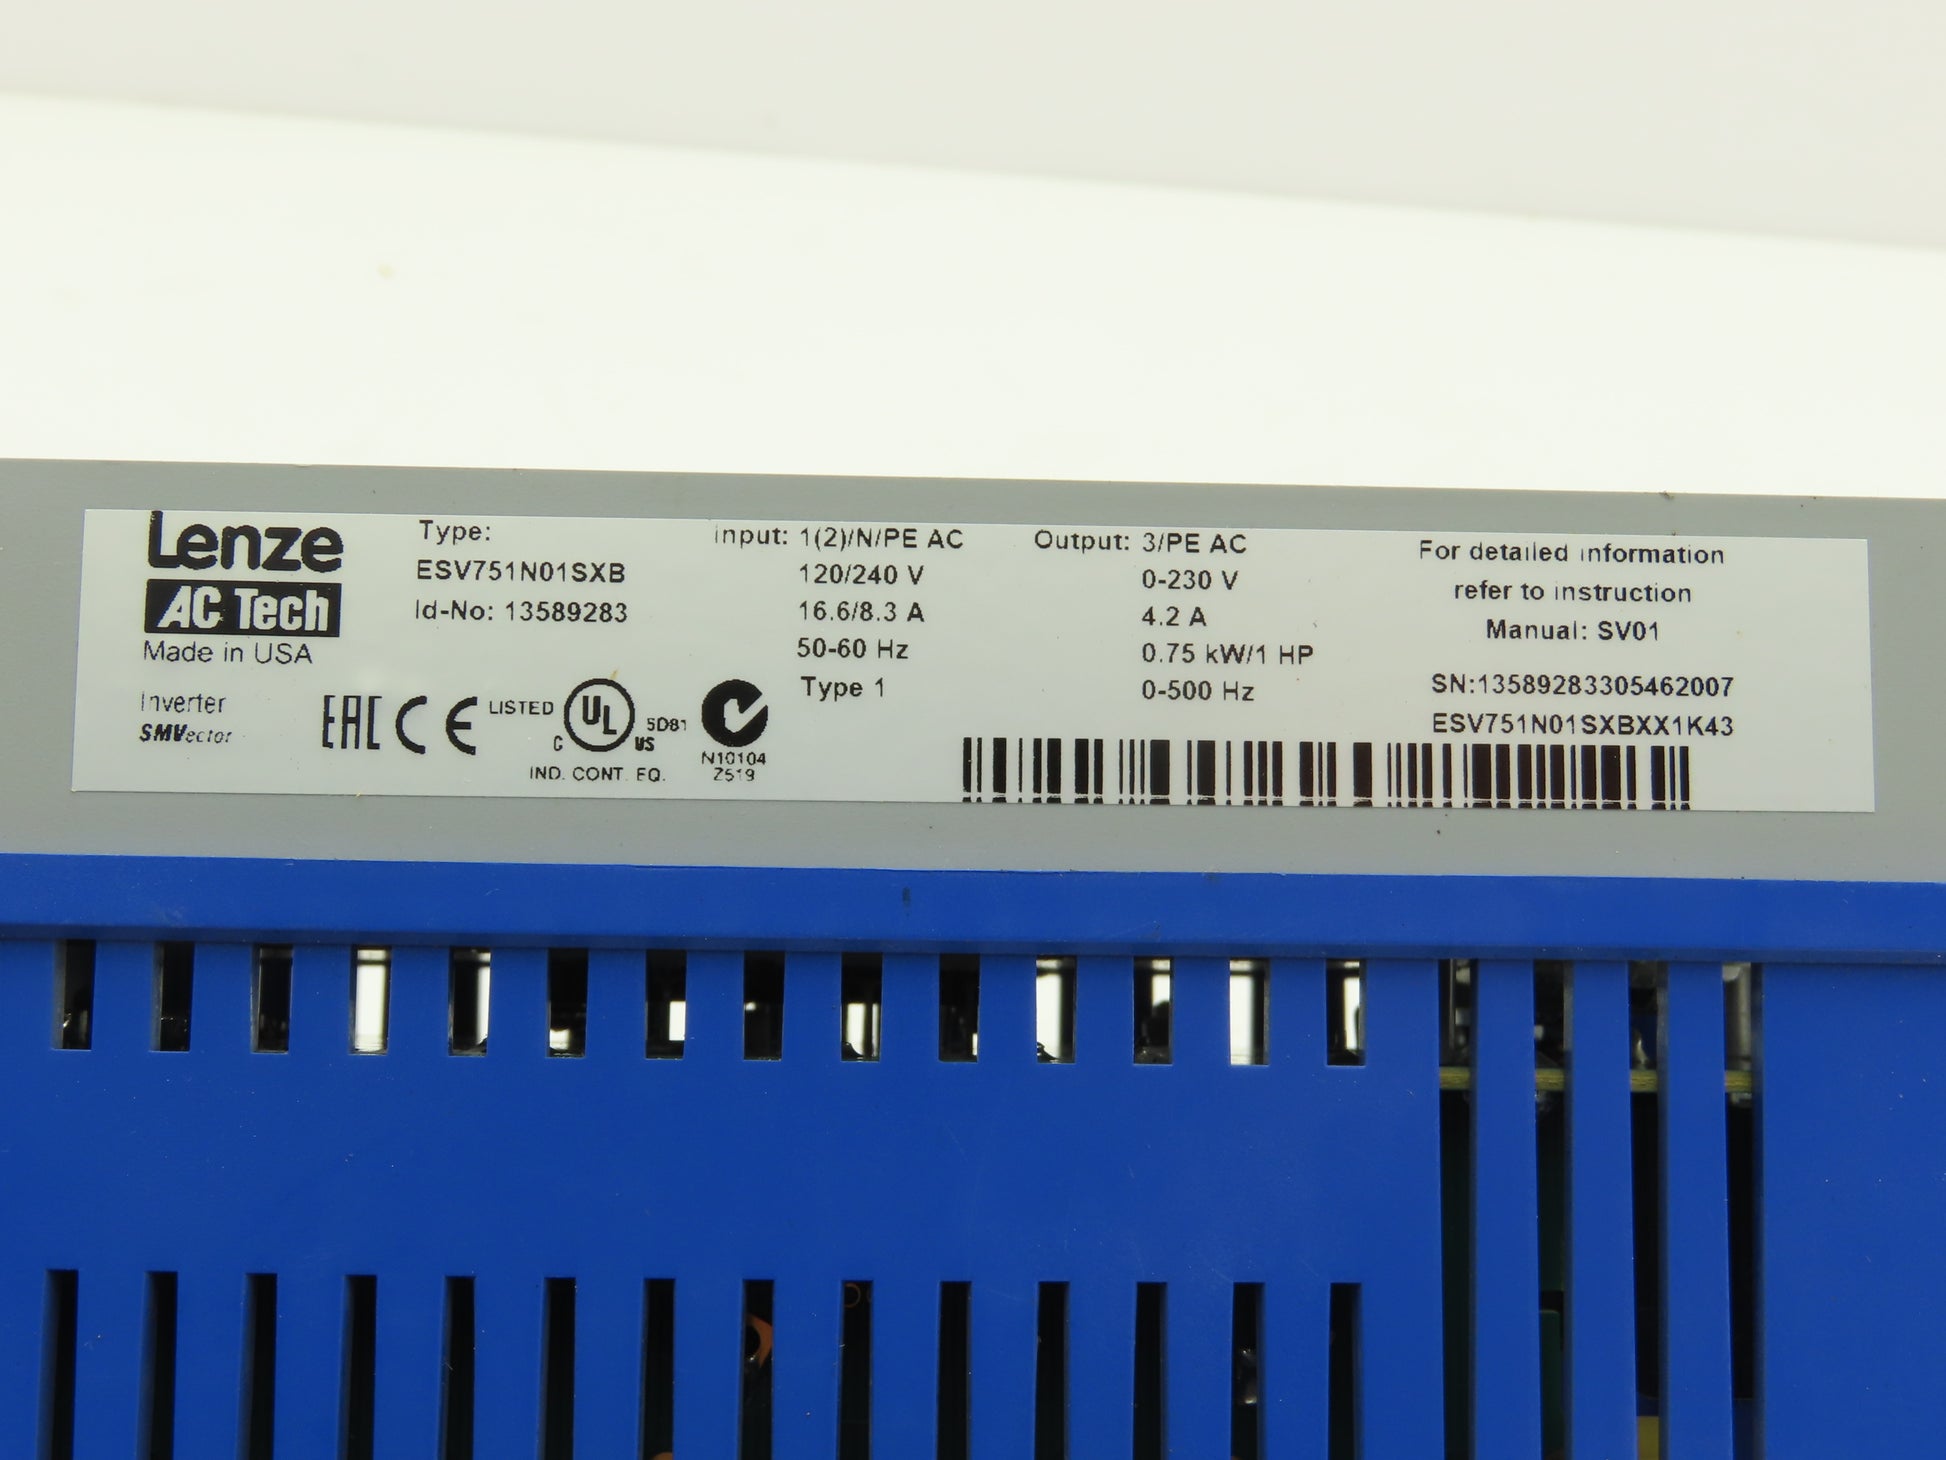 Lenze
AC Tech
Made in USA
Inverter
SMVector
Type:
ESV751N01SXB
Id-No: 13589283
EAC CE LISTED UL 5D81
C US
IND. CONT. EQ.
N10104
Z519
Input: 1(2)/N/PE AC
120/240 V
16.6/8.3 A
50-60 Hz
Type 1
Output: 3/PE AC
0-230 V
4.2 A
0.75 kW/1 HP
0-500 Hz
For detailed information
refer to instruction
Manual: SV01
SN:13589283305462007
ESV751N01SXBXX1K43